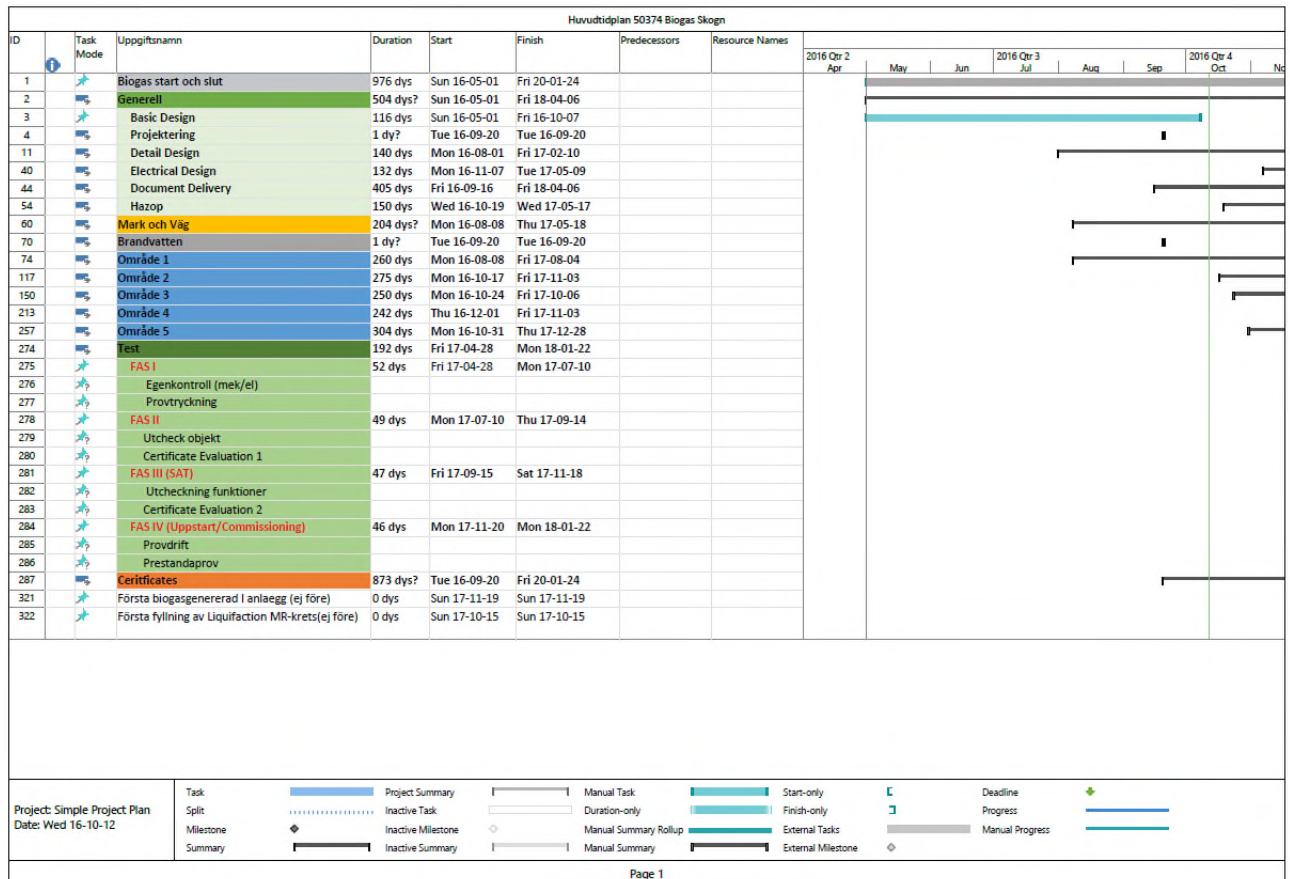 Huvudtidplan 50374 Biogas Skogn
ID Task Mode Uppgiftsnamn Duration Start Finish Predecessors Resource Names
2016 Qtr 2 2016 Qtr 3 2016 Qtr 4
Apr May Jun Jul Aug Sep Oct No
1 Biogas start och slut 976 dys Sun 16-05-01 Fri 20-01-24
2 Generell 504 dys? Sun 16-05-01 Fri 18-04-06
3 Basic Design 116 dys Sun 16-05-01 Fri 16-10-07
4 Projektering 1 dy? Tue 16-09-20 Tue 16-09-20
11 Detail Design 140 dys Mon 16-08-01 Fri 17-02-10
40 Electrical Design 132 dys Mon 16-11-07 Tue 17-05-09
44 Document Delivery 405 dys Fri 16-09-16 Fri 18-04-06
54 Hazop 150 dys Wed 16-10-19 Wed 17-05-17
60 Mark och Väg 204 dys? Mon 16-08-08 Thu 17-05-18
70 Brandvatten 1 dy? Tue 16-09-20 Tue 16-09-20
74 Område 1 260 dys Mon 16-08-08 Fri 17-08-04
117 Område 2 275 dys Mon 16-10-17 Fri 17-11-03
150 Område 3 250 dys Mon 16-10-24 Fri 17-10-06
213 Område 4 242 dys Thu 16-12-01 Fri 17-11-03
257 Område 5 304 dys Mon 16-10-31 Thu 17-12-28
274 Test 192 dys Fri 17-04-28 Mon 18-01-22
275 FAS I 52 dys Fri 17-04-28 Mon 17-07-10
276 Egenkontroll (mek/el)
277 Provtryckning
278 FAS II 49 dys Mon 17-07-10 Thu 17-09-14
279 Utcheck objekt
280 Certificate Evaluation 1
281 FAS III (SAT) 47 dys Fri 17-09-15 Sat 17-11-18
282 Utcheckning funktioner
283 Certificate Evaluation 2
284 FAS IV (Uppstart/Commissioning) 46 dys Mon 17-11-20 Mon 18-01-22
285 Provdrift
286 Prestandaprov
287 Ceritficates 873 dys? Tue 16-09-20 Fri 20-01-24
321 Första biogasgenererad I anlaegg (ej före) 0 dys Sun 17-11-19 Sun 17-11-19
322 Första fyllning av Liquifaction MR-krets(ej före) 0 dys Sun 17-10-15 Sun 17-10-15
Project: Simple Project Plan
Date: Wed 16-10-12
Task Project Summary Manual Task Start-only Deadline
Split Inactive Task Duration-only Finish-only Progress
Milestone Inactive Milestone Manual Summary Rollup External Tasks Manual Progress
Summary Inactive Summary Manual Summary External Milestone
Page 1